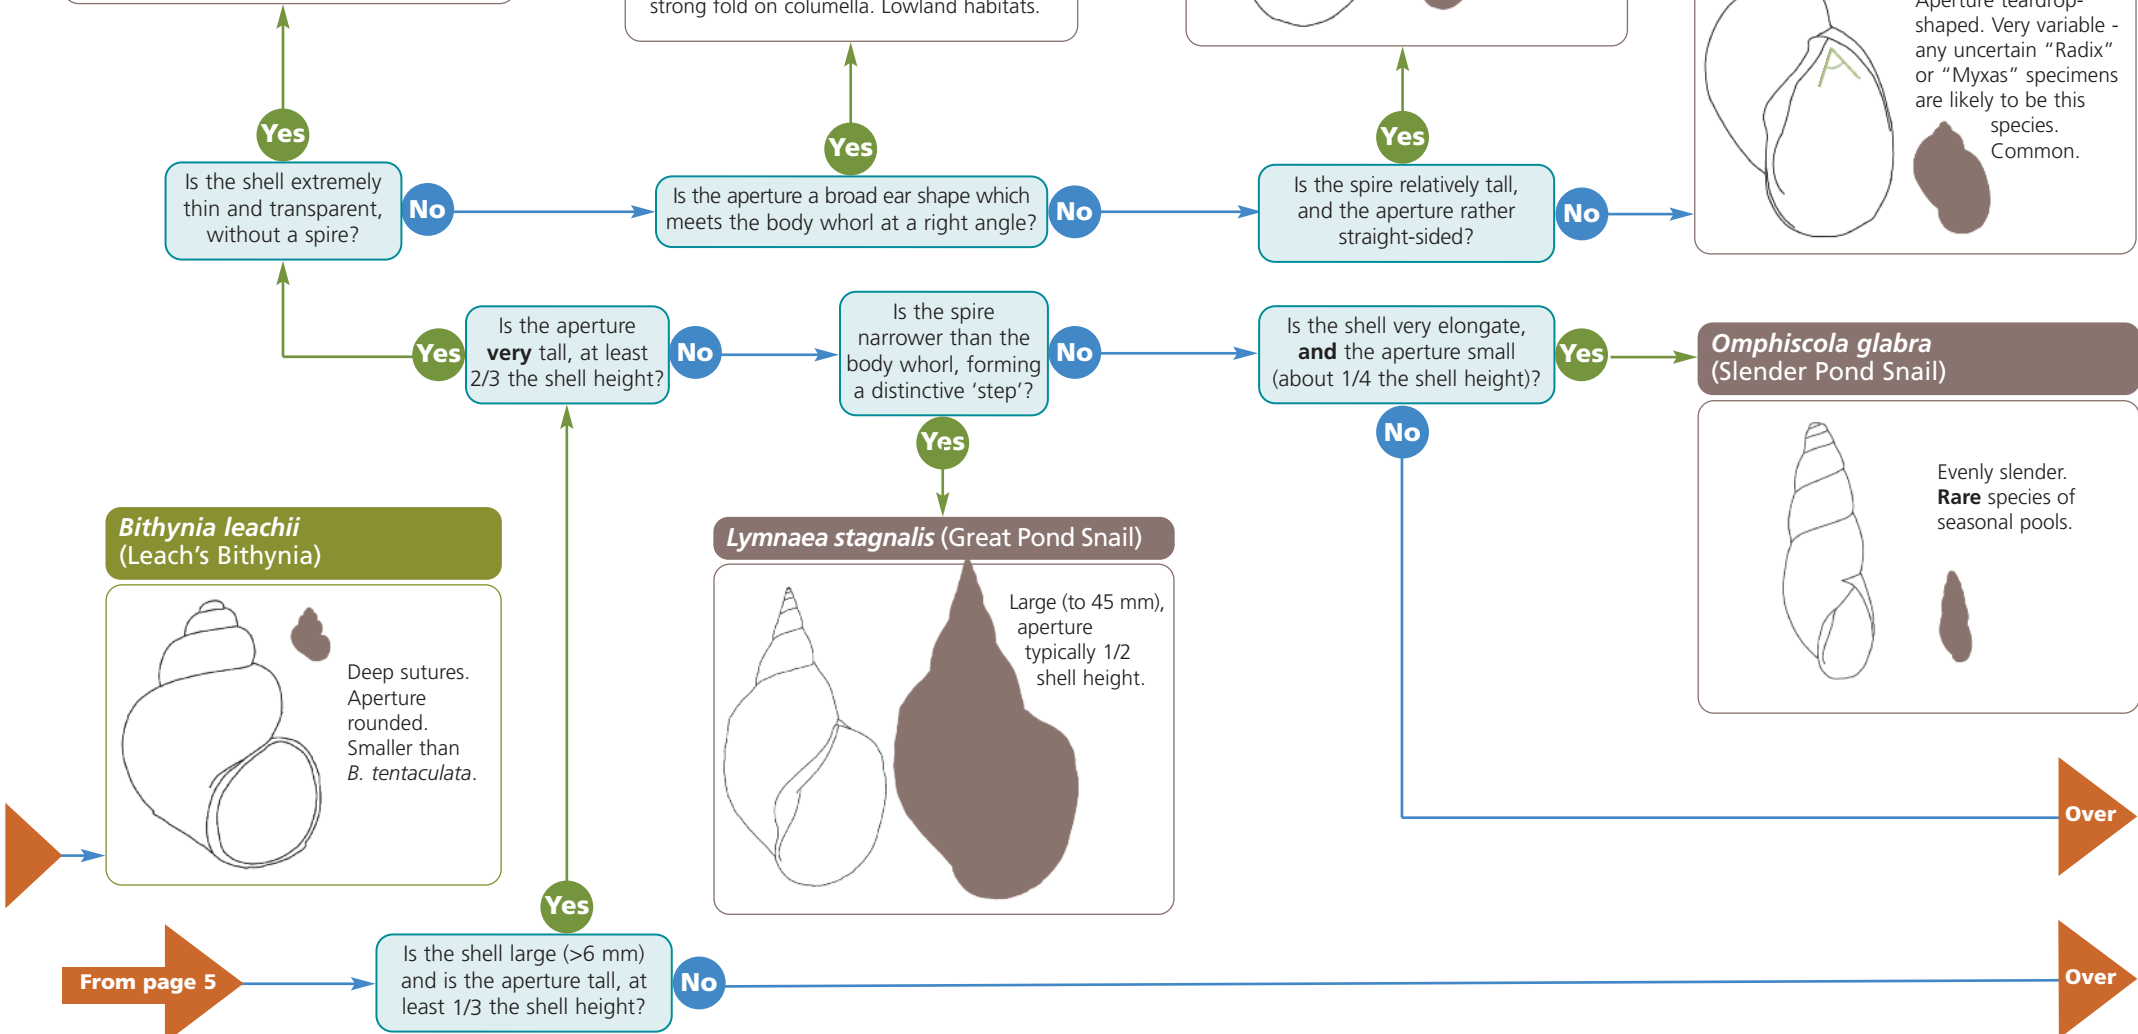 strong fold on columella. Lowland habitats.
Aperture teardrop-
shaped. Very variable -
any uncertain “Radix”
or “Myxas” specimens
are likely to be this
species.
Common.
Yes
Yes
Yes
Is the shell extremely
thin and transparent,
without a spire?
No
Is the aperture a broad ear shape which
meets the body whorl at a right angle?
No
Is the spire relatively tall,
and the aperture rather
straight-sided?
No
Yes
Is the aperture
very tall, at least
2/3 the shell height?
No
Is the spire
narrower than the
body whorl, forming
a distinctive ‘step’?
No
Is the shell very elongate,
and the aperture small
(about 1/4 the shell height)?
Yes
Omphiscola glabra
(Slender Pond Snail)
Evenly slender.
Rare species of
seasonal pools.
No
Yes
Bithynia leachii
(Leach’s Bithynia)
Deep sutures.
Aperture
rounded.
Smaller than
B. tentaculata.
Lymnaea stagnalis (Great Pond Snail)
Large (to 45 mm),
aperture
typically 1/2
shell height.
Over
Yes
From page 5
Is the shell large (>6 mm)
and is the aperture tall, at
least 1/3 the shell height?
No
Over